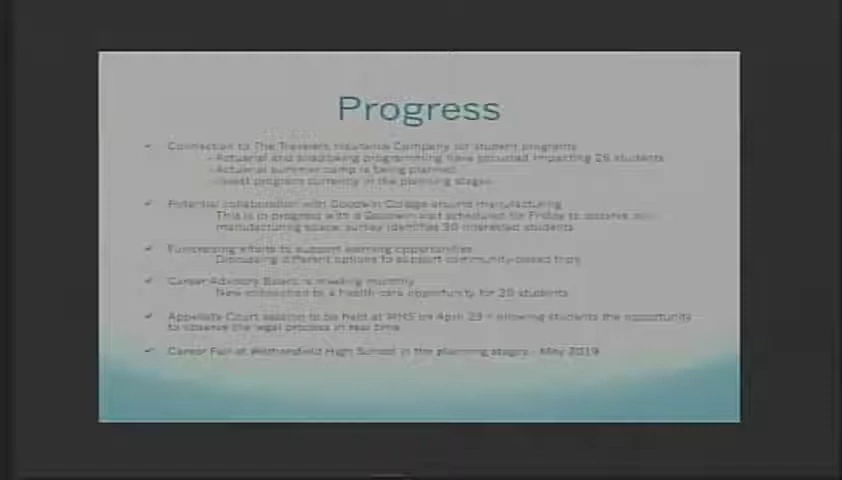 Progress
✓ Connection to The Travelers Insurance Company for student programs
- Actuarial and programming have occurred impacting 25 students
- Actuarial summer camp is being planned
- Invest program currently in the planning stages
✓ Potential collaboration with Goodwin College around manufacturing
This is in progress with a Goodwin visit scheduled for Friday to observe our
manufacturing space; survey identifies 30 interested students
✓ Fundraising efforts to support learning opportunities
Discussing different options to support community-based trips
✓ Career Advisory Board is meeting monthly
New connection to a health care opportunity for 20 students
✓ Appellate Court session to be held at WHS on April 23 - allowing students the opportunity
to observe the legal process in real time
✓ Career Fair at Wethersfield High School in the planning stages - May 2019